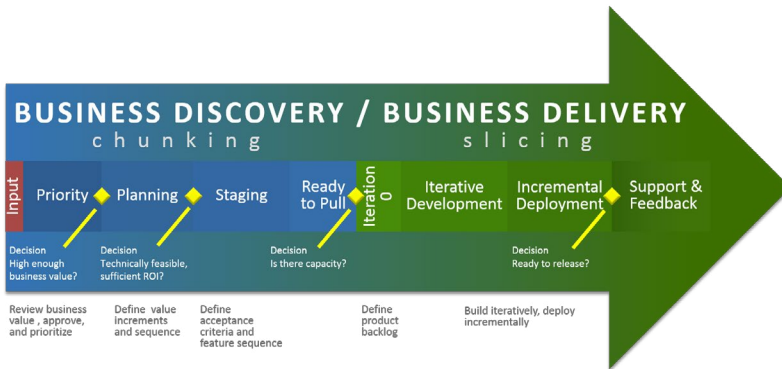 BUSINESS DISCOVERY / BUSINESS DELIVERY
chunking
slicing
Input
Priority
Planning
Staging
Ready
to Pull
Iteration
0
Iterative
Development
Incremental
Deployment
Support &
Feedback
Decision
High enough
business value?
Decision
Technically feasible,
sufficient ROI?
Decision
Is there capacity?
Decision
Ready to release?
Review business
value , approve,
and prioritize
Define value
increments
and sequence
Define
acceptance
criteria and
feature sequence
Define
product
backlog
Build iteratively, deploy
incrementally